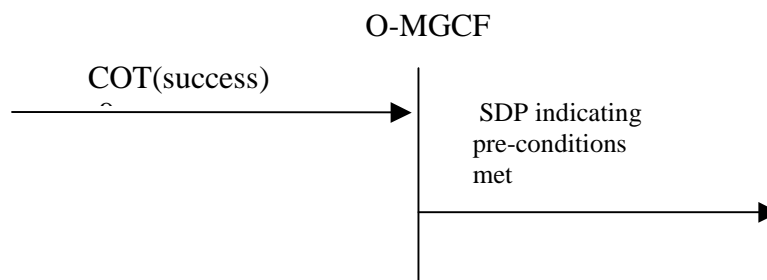 O-MGCF
COT(success)
SDP indicating
pre-conditions
met